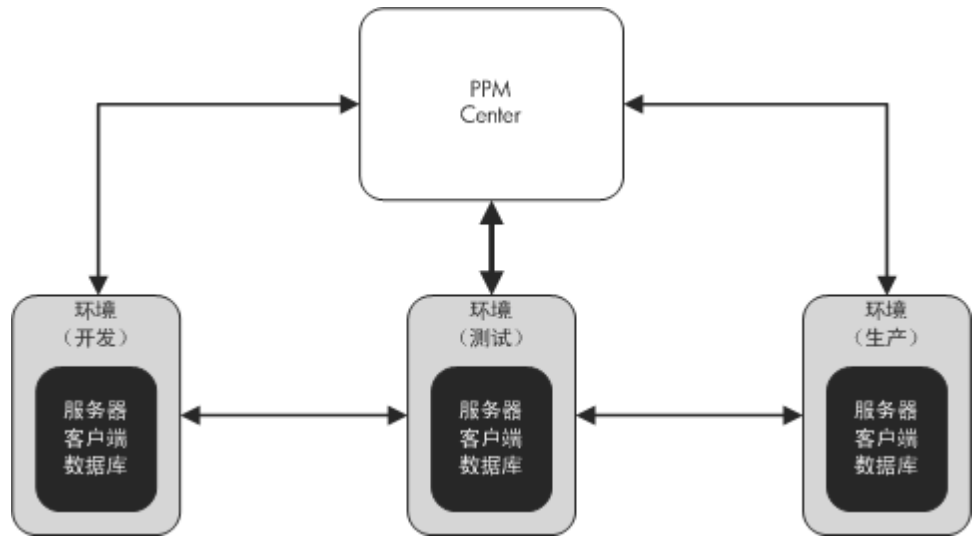 PPM
Center
环境
（开发）
服务器
客户端
数据库
环境
（测试）
服务器
客户端
数据库
环境
（生产）
服务器
客户端
数据库